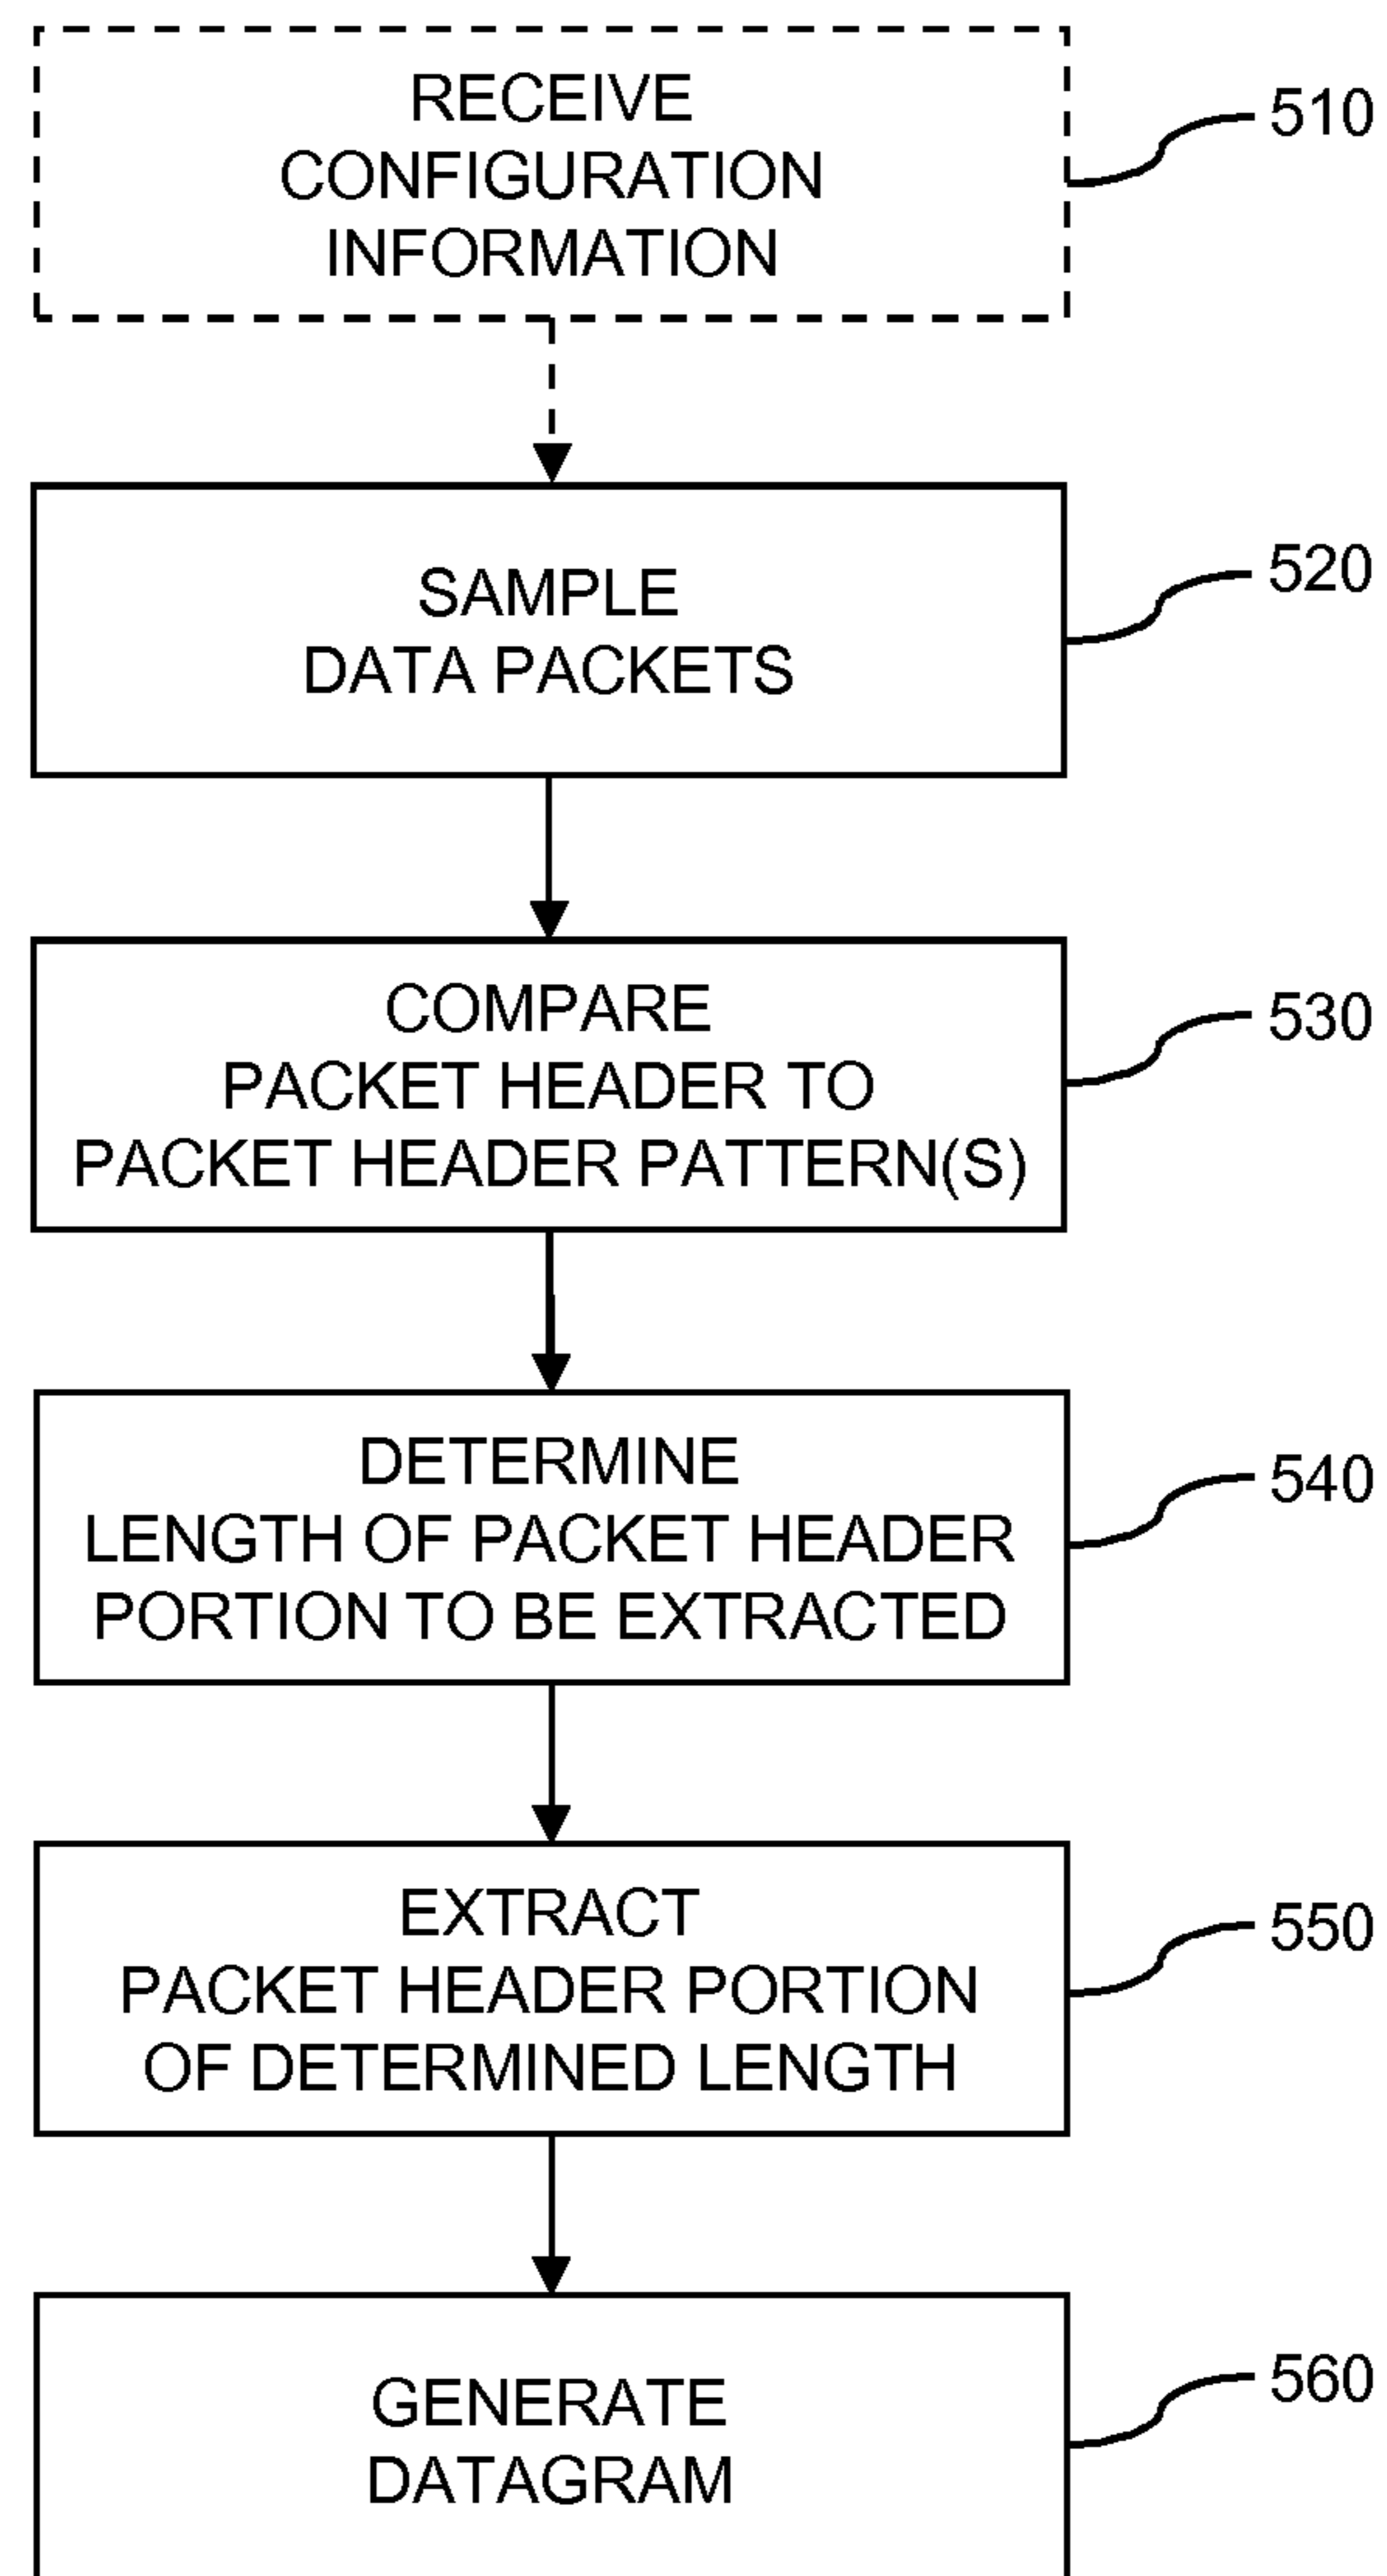 RECEIVE
CONFIGURATION
INFORMATION
510
SAMPLE
DATA PACKETS
520
COMPARE
PACKET HEADER TO
PACKET HEADER PATTERN(S)
530
DETERMINE
LENGTH OF PACKET HEADER
PORTION TO BE EXTRACTED
540
EXTRACT
PACKET HEADER PORTION
OF DETERMINED LENGTH
550
GENERATE
DATAGRAM
560